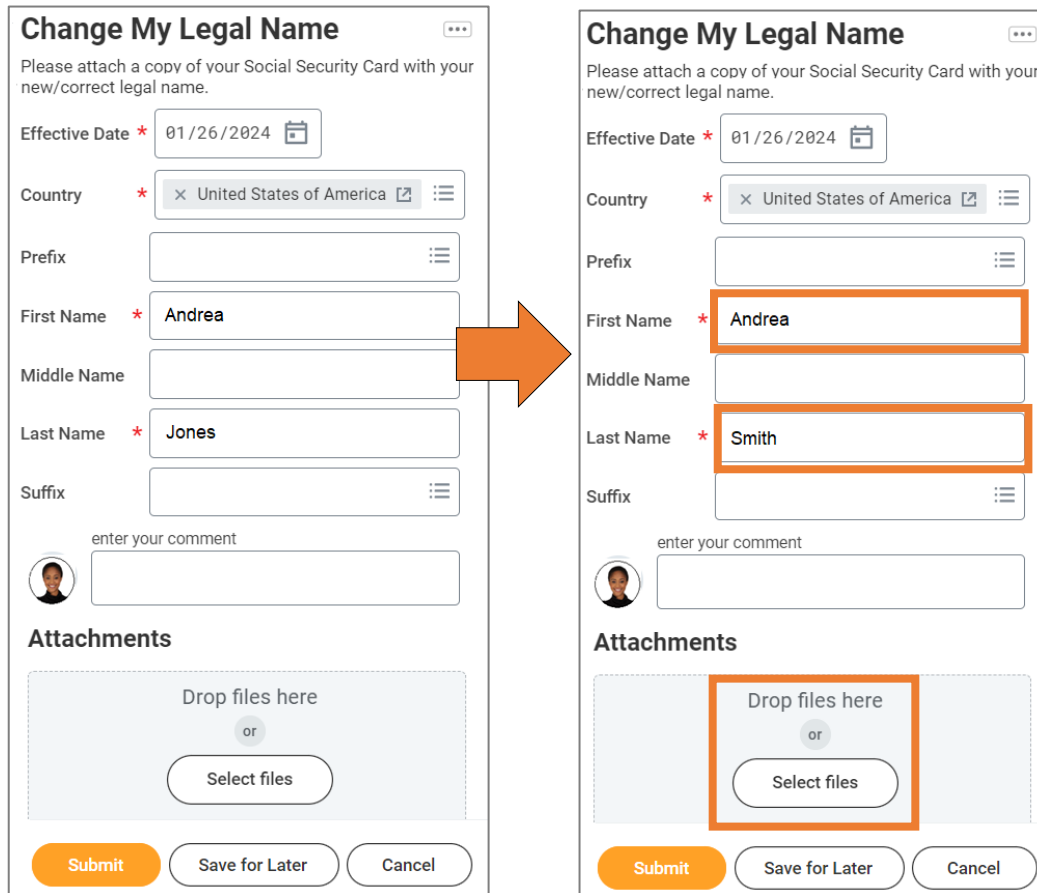 Change My Legal Name
Please attach a copy of your Social Security Card with your
new/correct legal name.
Effective Date * 01/26/2024
Country * × United States of America
Prefix
First Name * Andrea
Middle Name
Last Name * Jones
Suffix
enter your comment
Attachments
Drop files here
or
Select files
Submit Save for Later Cancel
Change My Legal Name
Please attach a copy of your Social Security Card with your
new/correct legal name.
Effective Date * 01/26/2024
Country * × United States of America
Prefix
First Name * Andrea
Middle Name
Last Name * Smith
Suffix
enter your comment
Attachments
Drop files here
or
Select files
Submit Save for Later Cancel